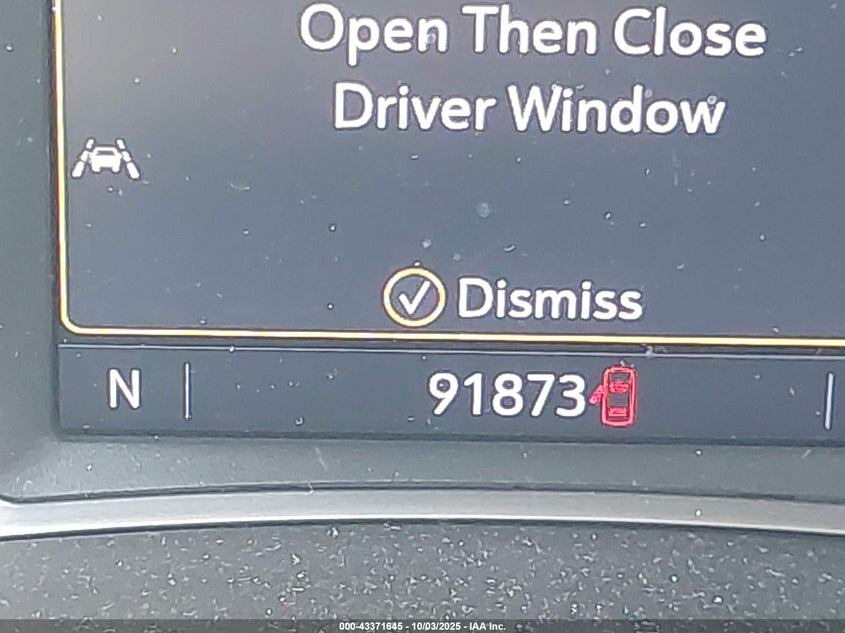 Open Then Close
Driver Window
Dismiss
N
91873
000-43371645 - 10/03/2025 - IAA Inc.